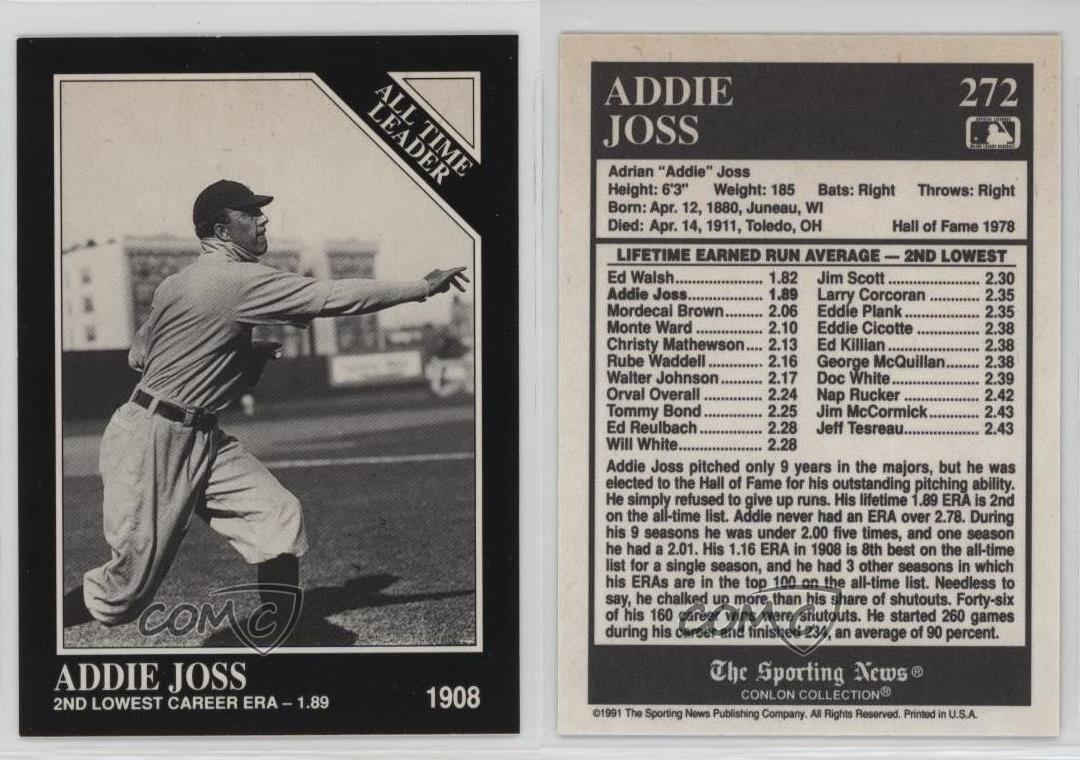 ALL TIME
LEADER
ADDIE JOSS
2ND LOWEST CAREER ERA – 1.89
1908
COMC
ADDIE
JOSS
272
Adrian "Addie" Joss
Height: 6'3" Weight: 185 Bats: Right Throws: Right
Born: Apr. 12, 1880, Juneau, WI
Died: Apr. 14, 1911, Toledo, OH Hall of Fame 1978
LIFETIME EARNED RUN AVERAGE — 2ND LOWEST
Ed Walsh 1.82
Addie Joss 1.89
Mordecai Brown 2.06
Monte Ward 2.10
Christy Mathewson 2.13
Rube Waddell 2.16
Walter Johnson 2.17
Orval Overall 2.24
Tommy Bond 2.25
Ed Reulbach 2.28
Will White 2.28
Jim Scott 2.30
Larry Corcoran 2.35
Eddie Plank 2.35
Eddie Cicotte 2.38
Ed Killian 2.38
George McQuillan 2.38
Doc White 2.39
Nap Rucker 2.42
Jim McCormick 2.43
Jeff Tesreau 2.43
Addie Joss pitched only 9 years in the majors, but he was
elected to the Hall of Fame for his outstanding pitching ability.
He simply refused to give up runs. His lifetime 1.89 ERA is 2nd
on the all-time list. Addie never had an ERA over 2.78. During
his 9 seasons he was under 2.00 five times, and one season
he had a 2.01. His 1.16 ERA in 1908 is 8th best on the all-time
list for a single season, and he had 3 other seasons in which
his ERAs are in the top 100 on the all-time list. Needless to
say, he chalked up more than his share of shutouts. Forty-six
of his 160 career wins were shutouts. He started 260 games
during his career and finished 234, an average of 90 percent.
COMC
The Sporting News®
CONLON COLLECTION®
©1991 The Sporting News Publishing Company. All Rights Reserved. Printed in U.S.A.